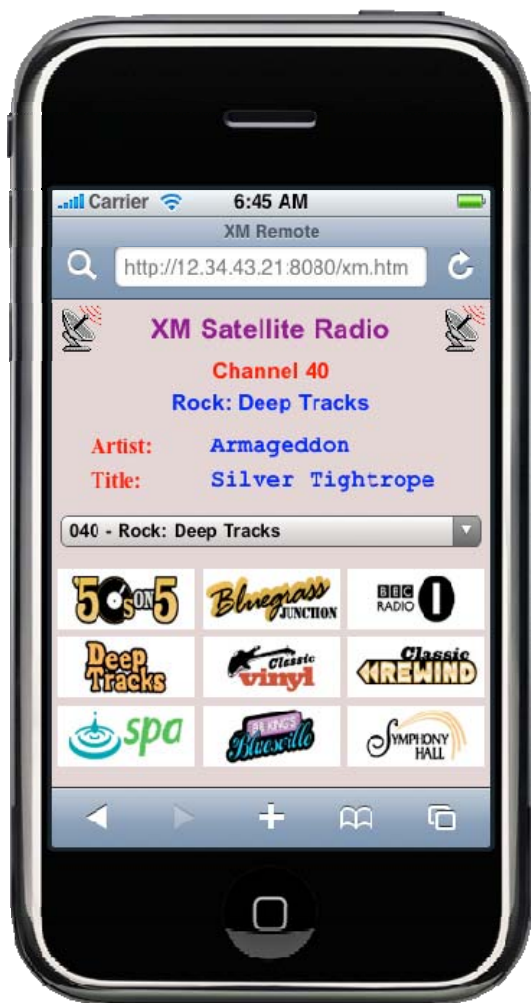 Carrier 6:45 AM
XM Remote
http://12.34.43.21:8080/xm.htm
XM Satellite Radio
Channel 40
Rock: Deep Tracks
Artist: Armageddon
Title: Silver Tightrope
040 - Rock: Deep Tracks
'50s ON 5
Bluegrass JUNCTION
BBC RADIO 1
Deep Tracks
Classic vinyl
Classic REWIND
spa
BB KING'S Bluesville
SYMPHONY HALL